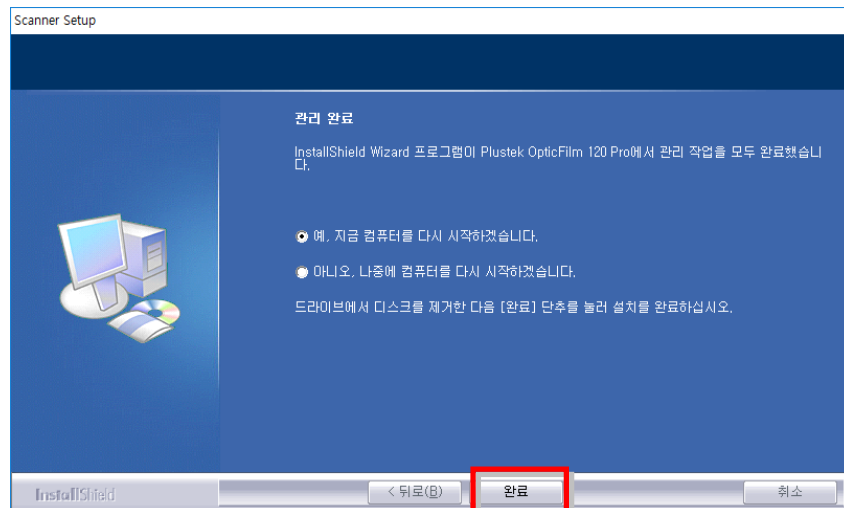 Scanner Setup
관리 완료
InstallShield Wizard 프로그램이 Plustek OpticFilm 120 Pro에서 관리 작업을 모두 완료했습니
다.
예, 지금 컴퓨터를 다시 시작하겠습니다.
아니오, 나중에 컴퓨터를 다시 시작하겠습니다.
드라이브에서 디스크를 제거한 다음 [완료] 단추를 눌러 설치를 완료하십시오.
InstallShield
< 뒤로(B)
완료
취소